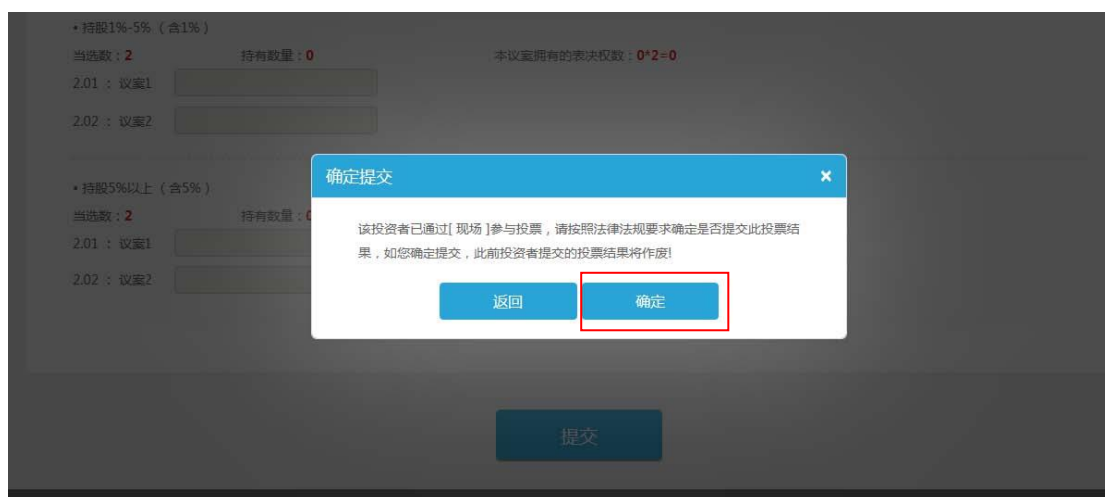 • 持股1%-5% （含1%）
当选数：2 持有数量：0 本议案拥有的表决权数：0*2=0
2.01 ： 议案1
2.02 ： 议案2
确定提交 ×
• 持股5%以上 （含5%）
当选数：2 持有数量：0
该投资者已通过[ 现场 ]参与投票，请按照法律法规要求确定是否提交此投票结
2.01 ： 议案1
果，如您确定提交，此前投资者提交的投票结果将作废!
2.02 ： 议案2
返回 确定
提交